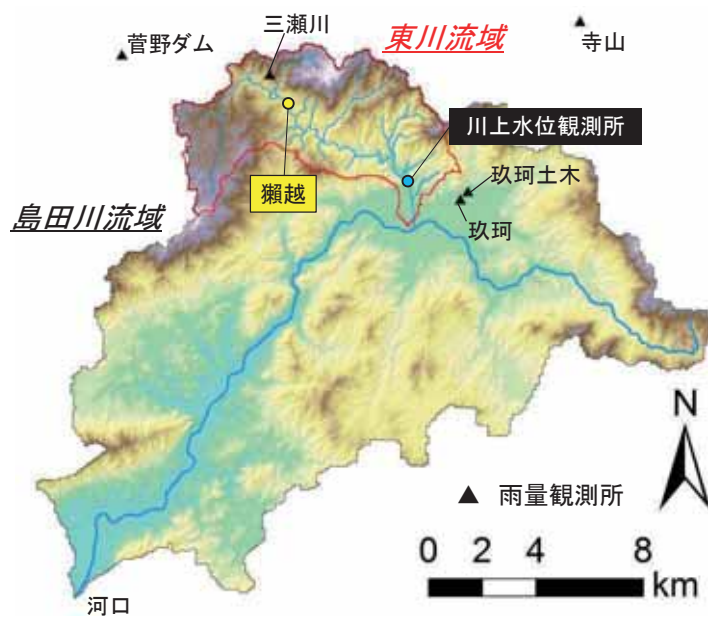 三瀬川
菅野ダム
東川流域
寺山
川上水位観測所
獺越
玖珂土木
玖珂
島田川流域
N
▲ 雨量観測所
0 2 4 8
km
河口